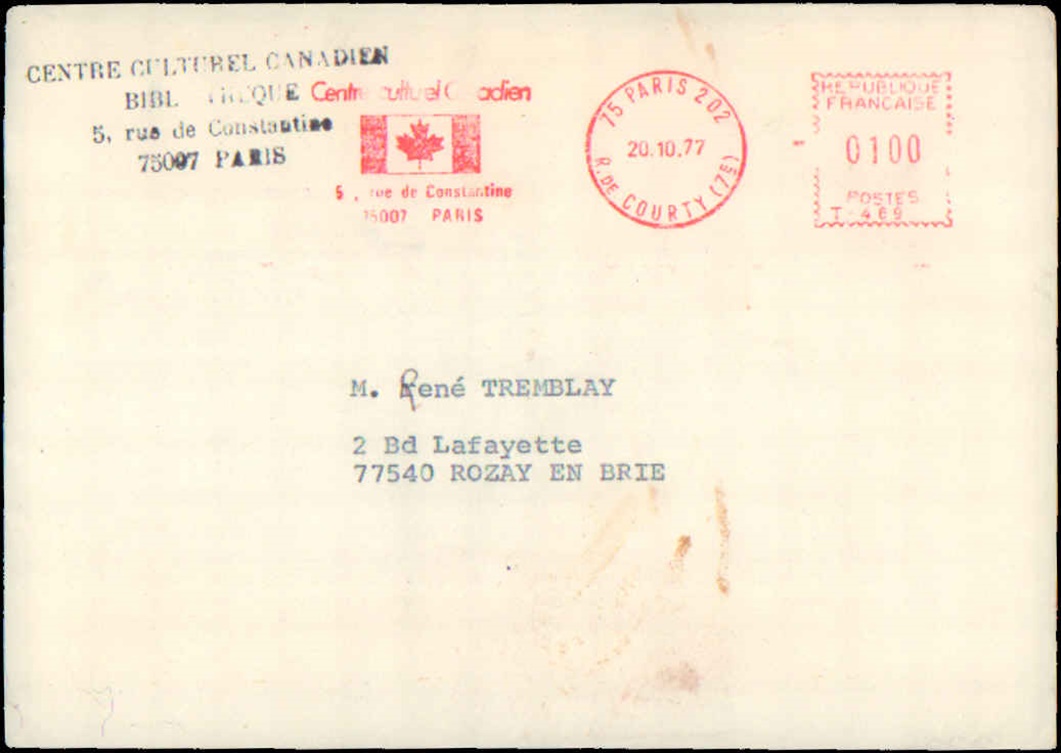 CENTRE CULTUREL CANADIEN
BIBL THEQUE
5, rue de Constantine
75007 PARIS
Centre culturel Canadien
5, rue de Constantine
75007 PARIS
75 PARIS 202
20.10.77
R. DE COURTY (7E)
REPUBLIQUE
FRANCAISE
0100
POSTES
T-469
M. René TREMBLAY
2 Bd Lafayette
77540 ROZAY EN BRIE